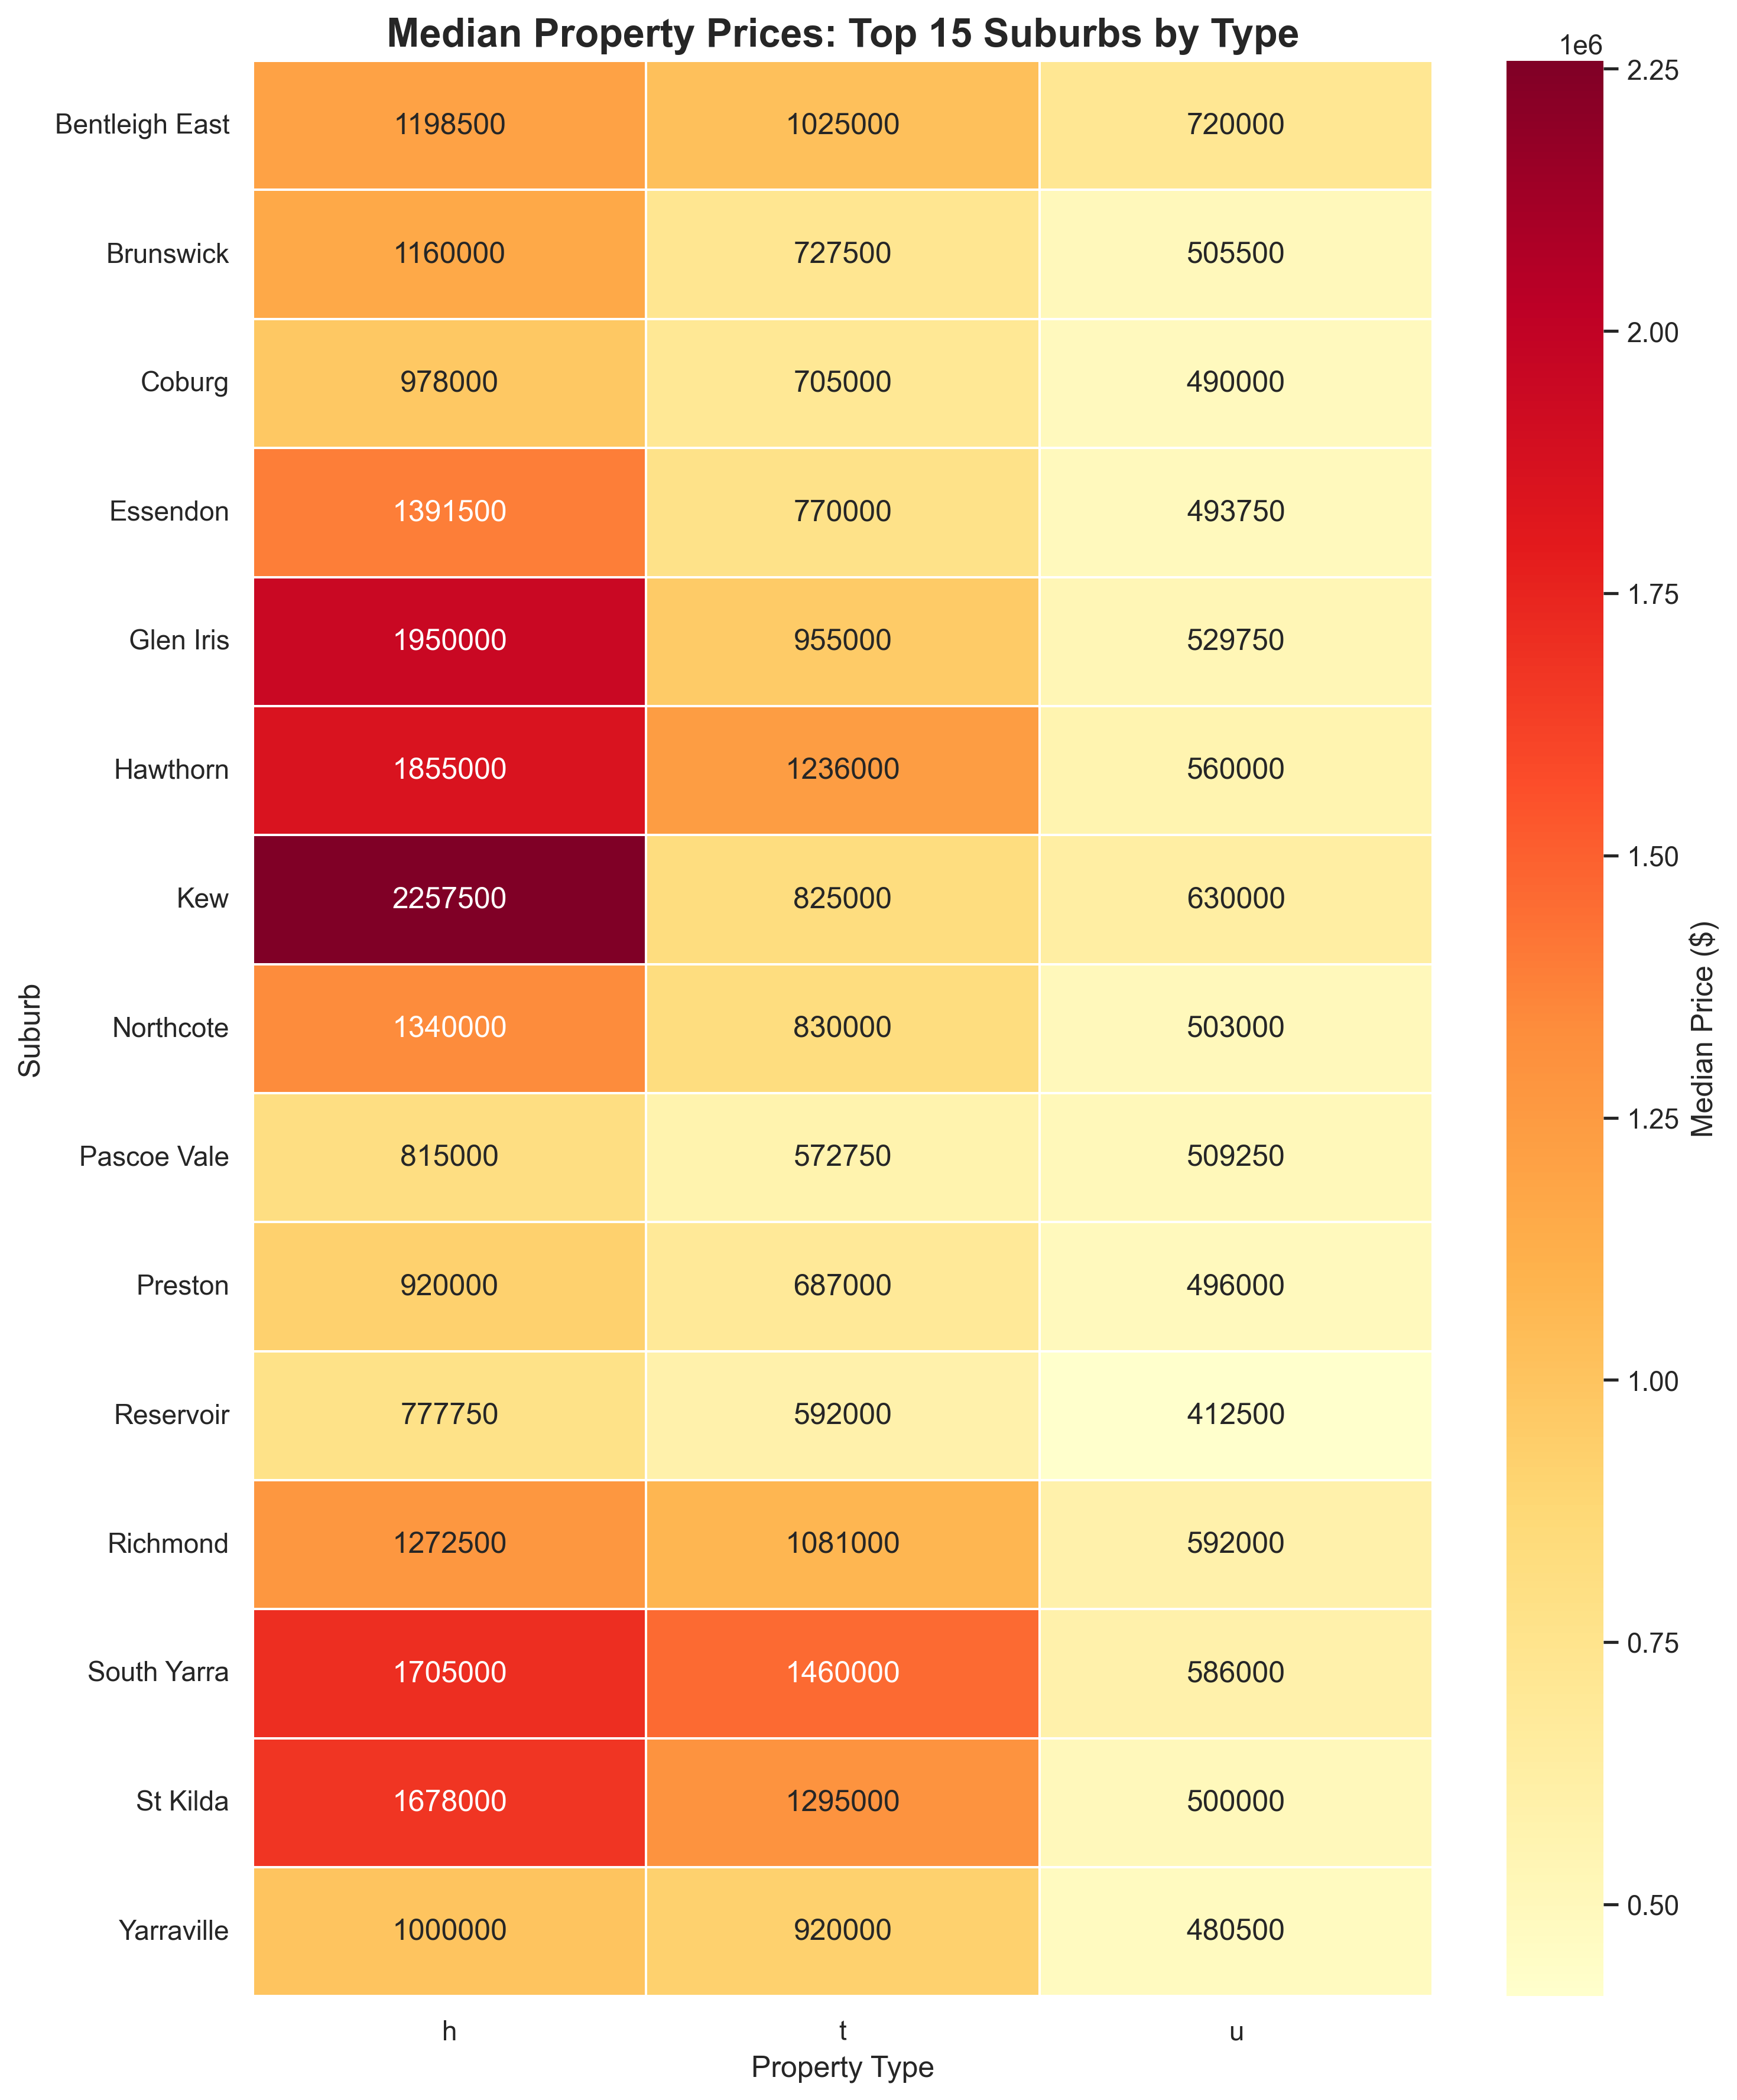 Median Property Prices: Top 15 Suburbs by Type
1e6
Bentleigh East 1198500 1025000 720000
Brunswick 1160000 727500 505500
Coburg 978000 705000 490000
Essendon 1391500 770000 493750
Glen Iris 1950000 955000 529750
Hawthorn 1855000 1236000 560000
Kew 2257500 825000 630000
Northcote 1340000 830000 503000
Pascoe Vale 815000 572750 509250
Preston 920000 687000 496000
Reservoir 777750 592000 412500
Richmond 1272500 1081000 592000
South Yarra 1705000 1460000 586000
St Kilda 1678000 1295000 500000
Yarraville 1000000 920000 480500
h t u
Property Type
Suburb
2.25
2.00
1.75
1.50
1.25
1.00
0.75
0.50
Median Price ($)